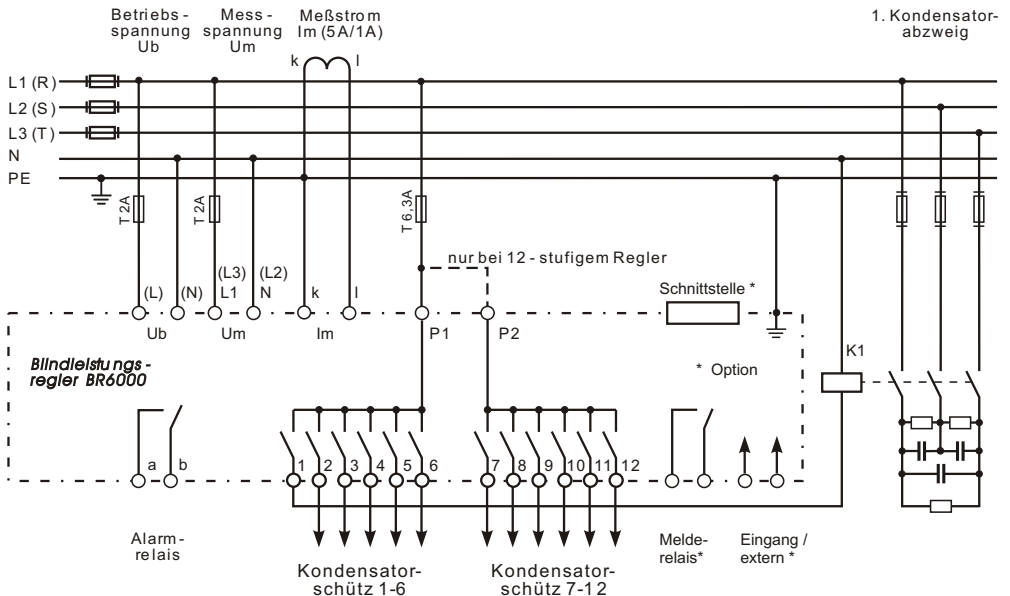 Betriebs-
spannung
Ub
Mess-
spannung
Um
Meßstrom
Im (5A/1A)
1. Kondensator-
abzweig
k
l
L1 (R)
L2 (S)
L3 (T)
N
PE
T 2A
T 2A
T 6,3A
nur bei 12 - stufigem Regler
(L)
(N)
(L3)
L1
(L2)
N
k
l
Schnittstelle *
Ub
Um
Im
P1
P2
K1
Blindleistungs-
regler BR6000
* Option
a
b
1
2
3
4
5
6
7
8
9
10
11
12
Alarm-
relais
Melde-
relais*
Eingang /
extern *
Kondensator-
schütz 1-6
Kondensator-
schütz 7-12